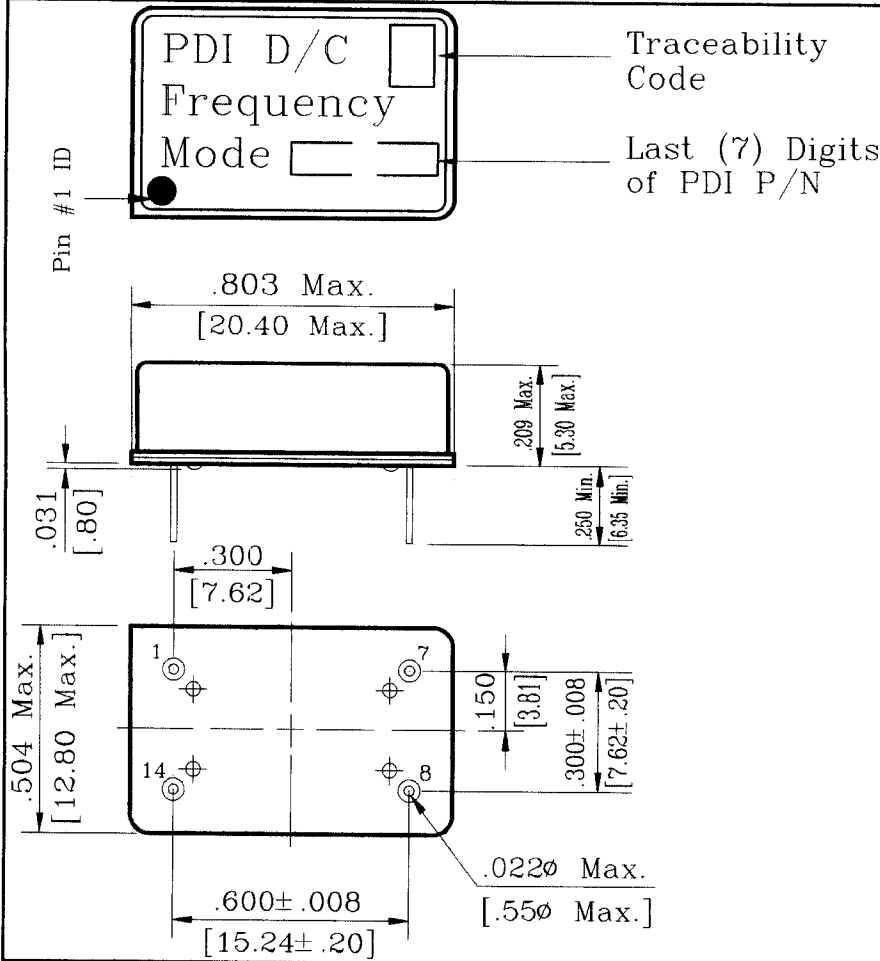 PDI D/C
Frequency
Mode
Traceability
Code
Last (7) Digits
of PDI P/N
Pin #1 ID
.803 Max.
[20.40 Max.]
.209 Max.
[5.30 Max.]
.250 Min.
[6.35 Min.]
.031
[.80]
.300
[7.62]
1
7
14
8
.504 Max.
[12.80 Max.]
.150
[3.81]
.300±.008
[7.62±.20]
.022ø Max.
[.55ø Max.]
.600±.008
[15.24±.20]